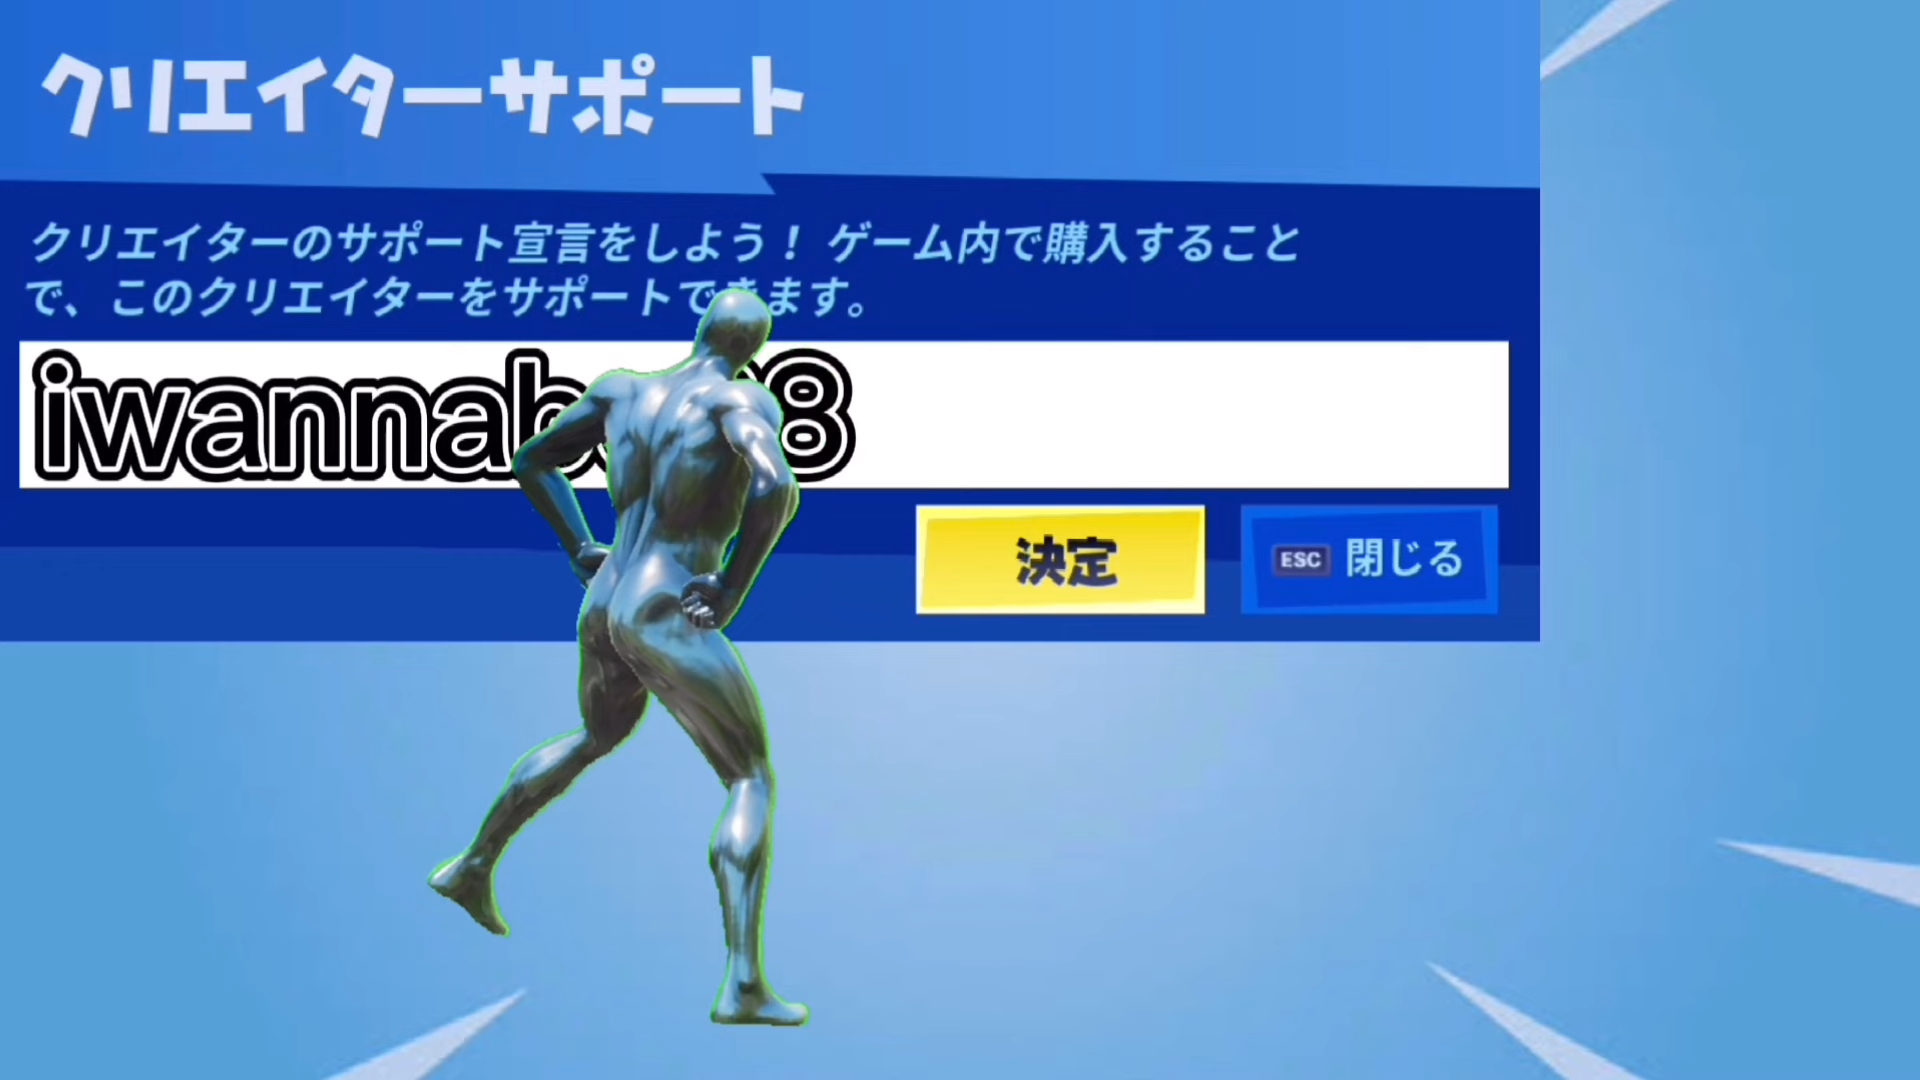 クリエイターサポート
クリエイターのサポート宣言をしよう！ ゲーム内で購入すること
で、このクリエイターをサポートできます。
決定
ESC 閉じる